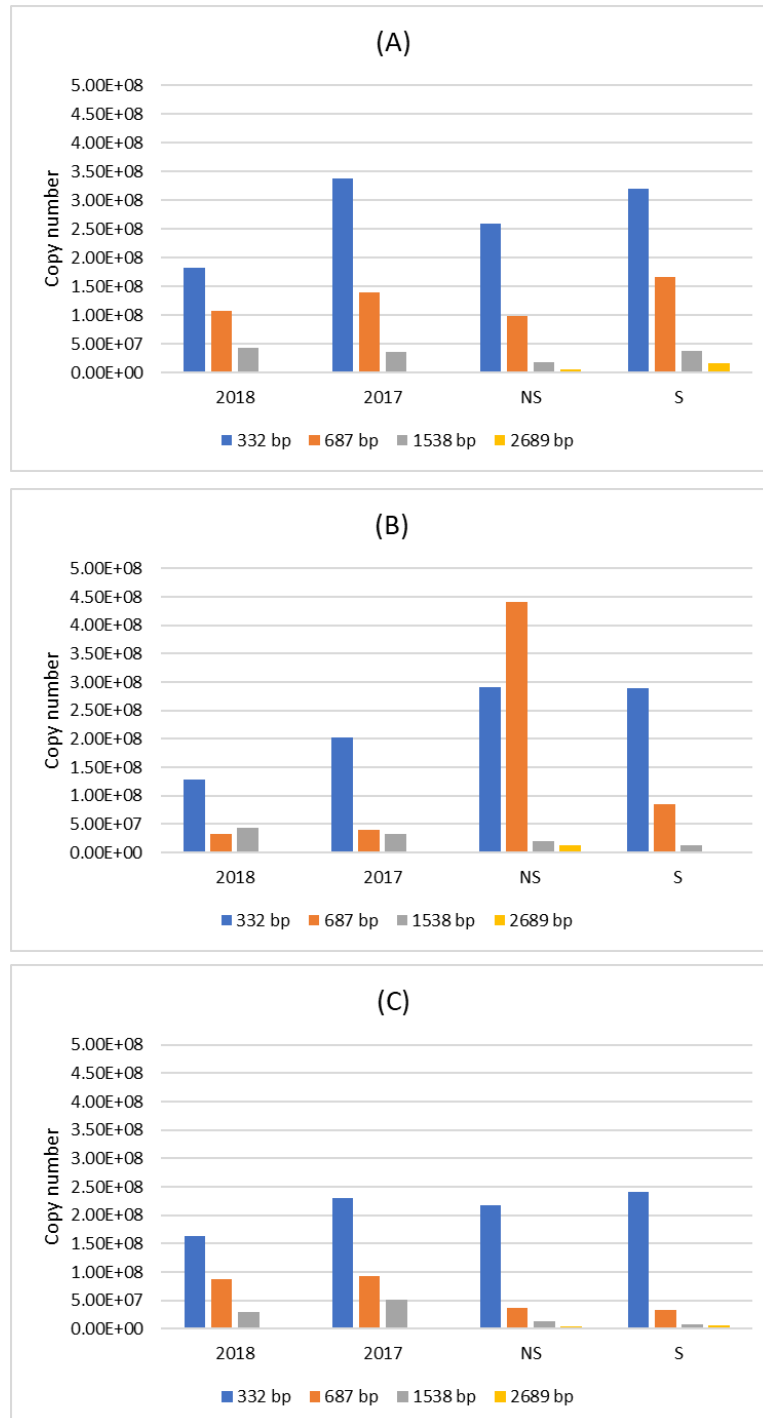 (A)
5.00E+08
4.50E+08
4.00E+08
3.50E+08
3.00E+08
2.50E+08
2.00E+08
1.50E+08
1.00E+08
5.00E+07
0.00E+00
Copy number
2018 2017 NS S
332 bp 687 bp 1538 bp 2689 bp
(B)
5.00E+08
4.50E+08
4.00E+08
3.50E+08
3.00E+08
2.50E+08
2.00E+08
1.50E+08
1.00E+08
5.00E+07
0.00E+00
Copy number
2018 2017 NS S
332 bp 687 bp 1538 bp 2689 bp
(C)
5.00E+08
4.50E+08
4.00E+08
3.50E+08
3.00E+08
2.50E+08
2.00E+08
1.50E+08
1.00E+08
5.00E+07
0.00E+00
Copy number
2018 2017 NS S
332 bp 687 bp 1538 bp 2689 bp